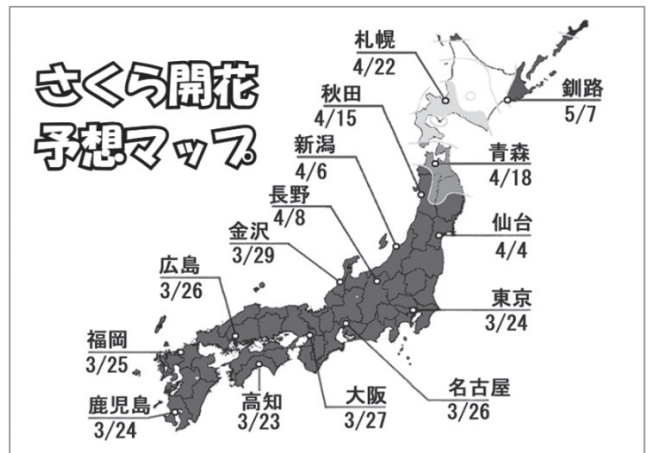 さくら開花
予想マップ
札幌
4/22
釧路
5/7
秋田
4/15
青森
4/18
新潟
4/6
長野
4/8
仙台
4/4
金沢
3/29
広島
3/26
東京
3/24
福岡
3/25
名古屋
3/26
大阪
3/27
高知
3/23
鹿児島
3/24